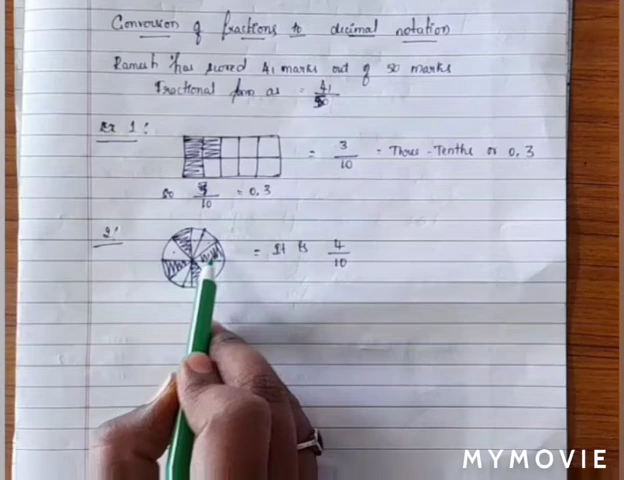 Conversion of fractions to decimal notation
Ramesh has scored 41 marks out of 50 marks
Fractional form as = 41/50
Ex 1:
= 3/10 = Three-Tenths or 0.3
so 3/10 = 0.3
2:
= It is 4/10
MYMOVIE